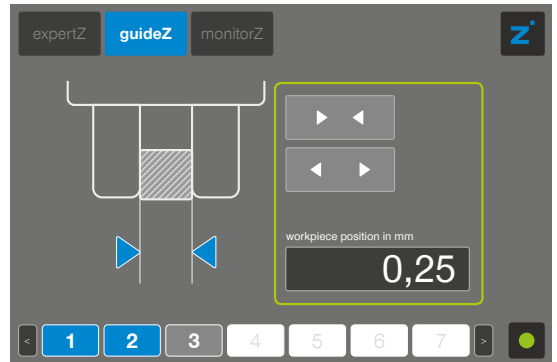 expertZ guideZ monitorZ z
workpiece position in mm
0,25
< 1 2 3 4 5 6 7 >